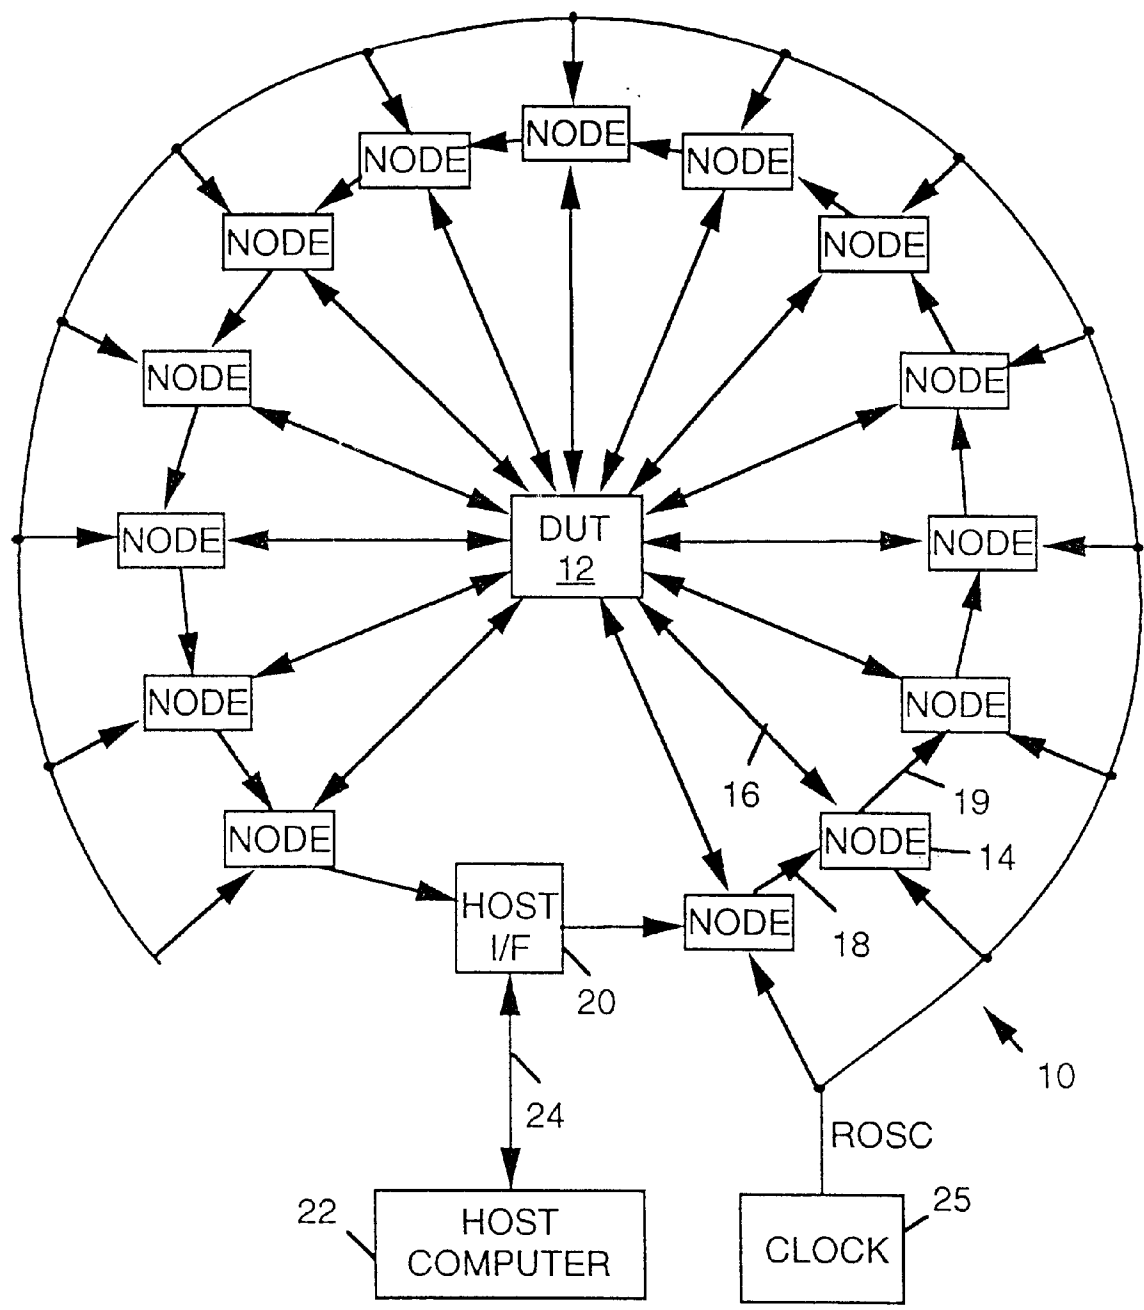 NODE
NODE
NODE
NODE
NODE
NODE
NODE
NODE
DUT
12
NODE
NODE
NODE
NODE
16
19
NODE
NODE
14
HOST
I/F
NODE
18
20
10
24
ROSC
22
HOST
COMPUTER
25
CLOCK